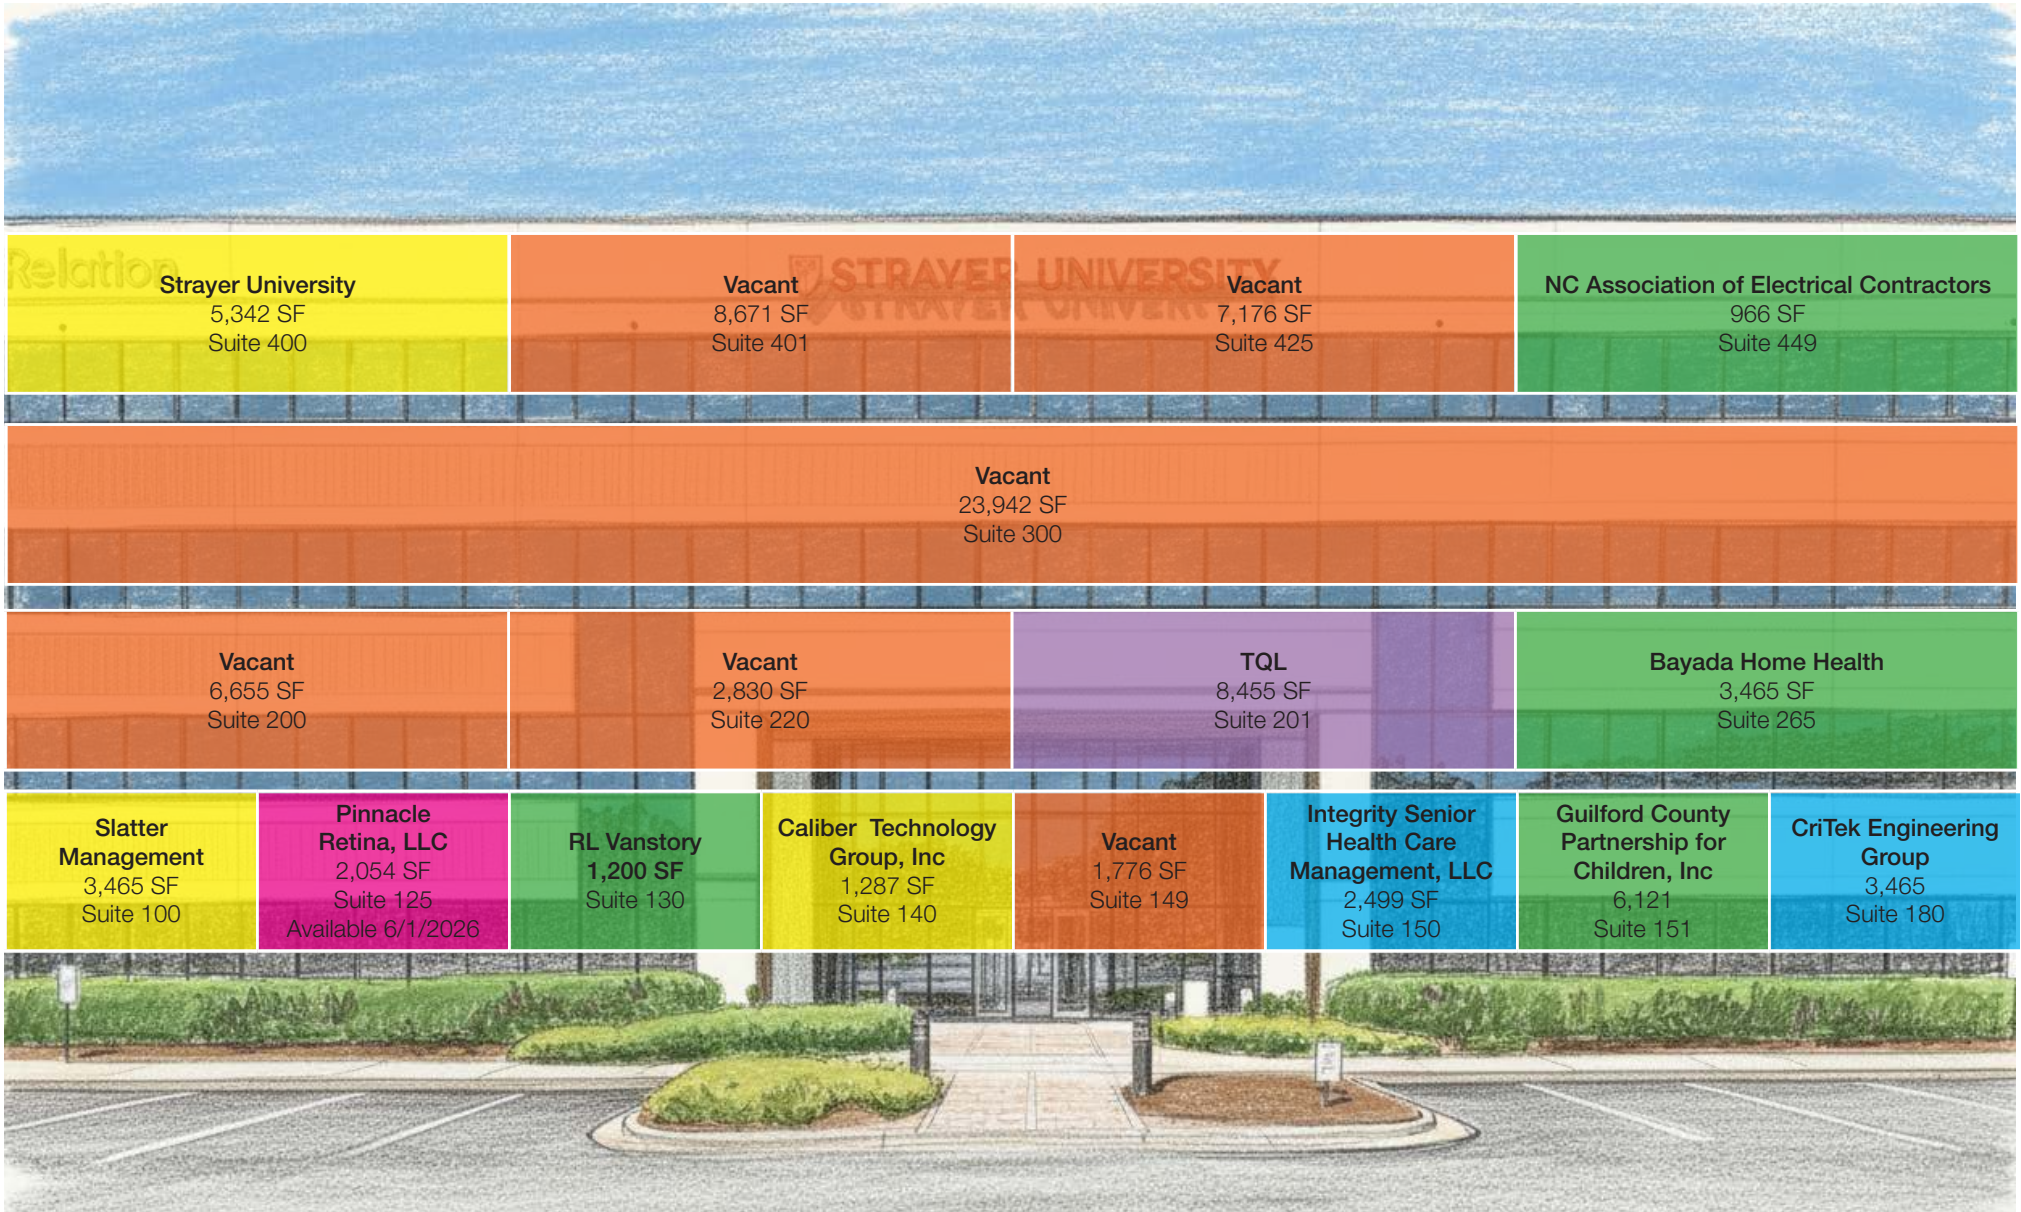 Relation
STRAYER UNIVERSITY
Strayer University
5,342 SF
Suite 400
Vacant
8,671 SF
Suite 401
Vacant
7,176 SF
Suite 425
NC Association of Electrical Contractors
966 SF
Suite 449
Vacant
23,942 SF
Suite 300
Vacant
6,655 SF
Suite 200
Vacant
2,830 SF
Suite 220
TQL
8,455 SF
Suite 201
Bayada Home Health
3,465 SF
Suite 265
Slatter
Management
3,465 SF
Suite 100
Pinnacle
Retina, LLC
2,054 SF
Suite 125
Available 6/1/2026
RL Vanstory
1,200 SF
Suite 130
Caliber Technology
Group, Inc
1,287 SF
Suite 140
Vacant
1,776 SF
Suite 149
Integrity Senior
Health Care
Management, LLC
2,499 SF
Suite 150
Guilford County
Partnership for
Children, Inc
6,121
Suite 151
CriTek Engineering
Group
3,465
Suite 180